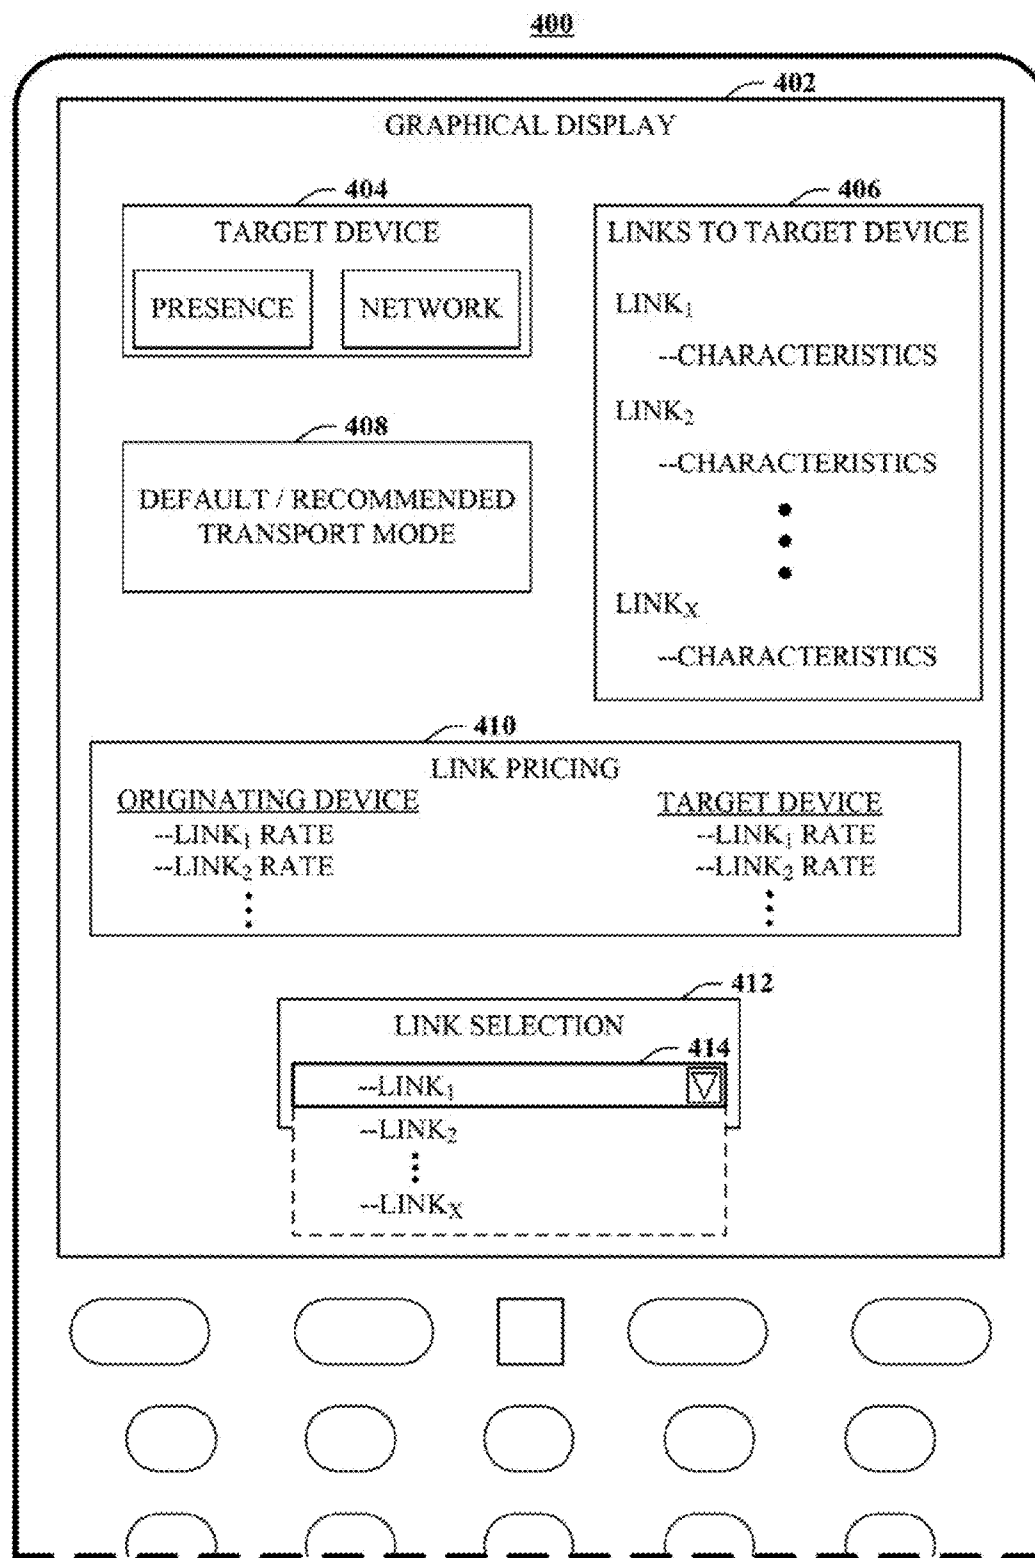 400
402
GRAPHICAL DISPLAY
404
TARGET DEVICE
PRESENCE
NETWORK
406
LINKS TO TARGET DEVICE
LINK₁
--CHARACTERISTICS
LINK₂
--CHARACTERISTICS
LINKₓ
--CHARACTERISTICS
408
DEFAULT / RECOMMENDED
TRANSPORT MODE
410
LINK PRICING
ORIGINATING DEVICE
--LINK₁ RATE
--LINK₂ RATE
TARGET DEVICE
--LINK₁ RATE
--LINK₂ RATE
412
LINK SELECTION
414
--LINK₁
--LINK₂
--LINKₓ